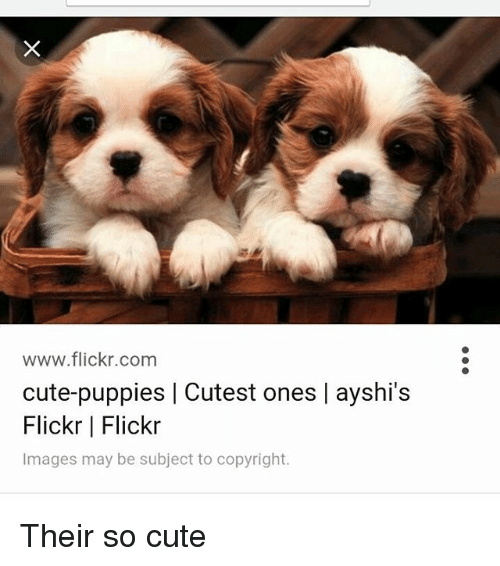 www.flickr.com
cute-puppies | Cutest ones | ayshi's
Flickr | Flickr
Images may be subject to copyright.
Their so cute